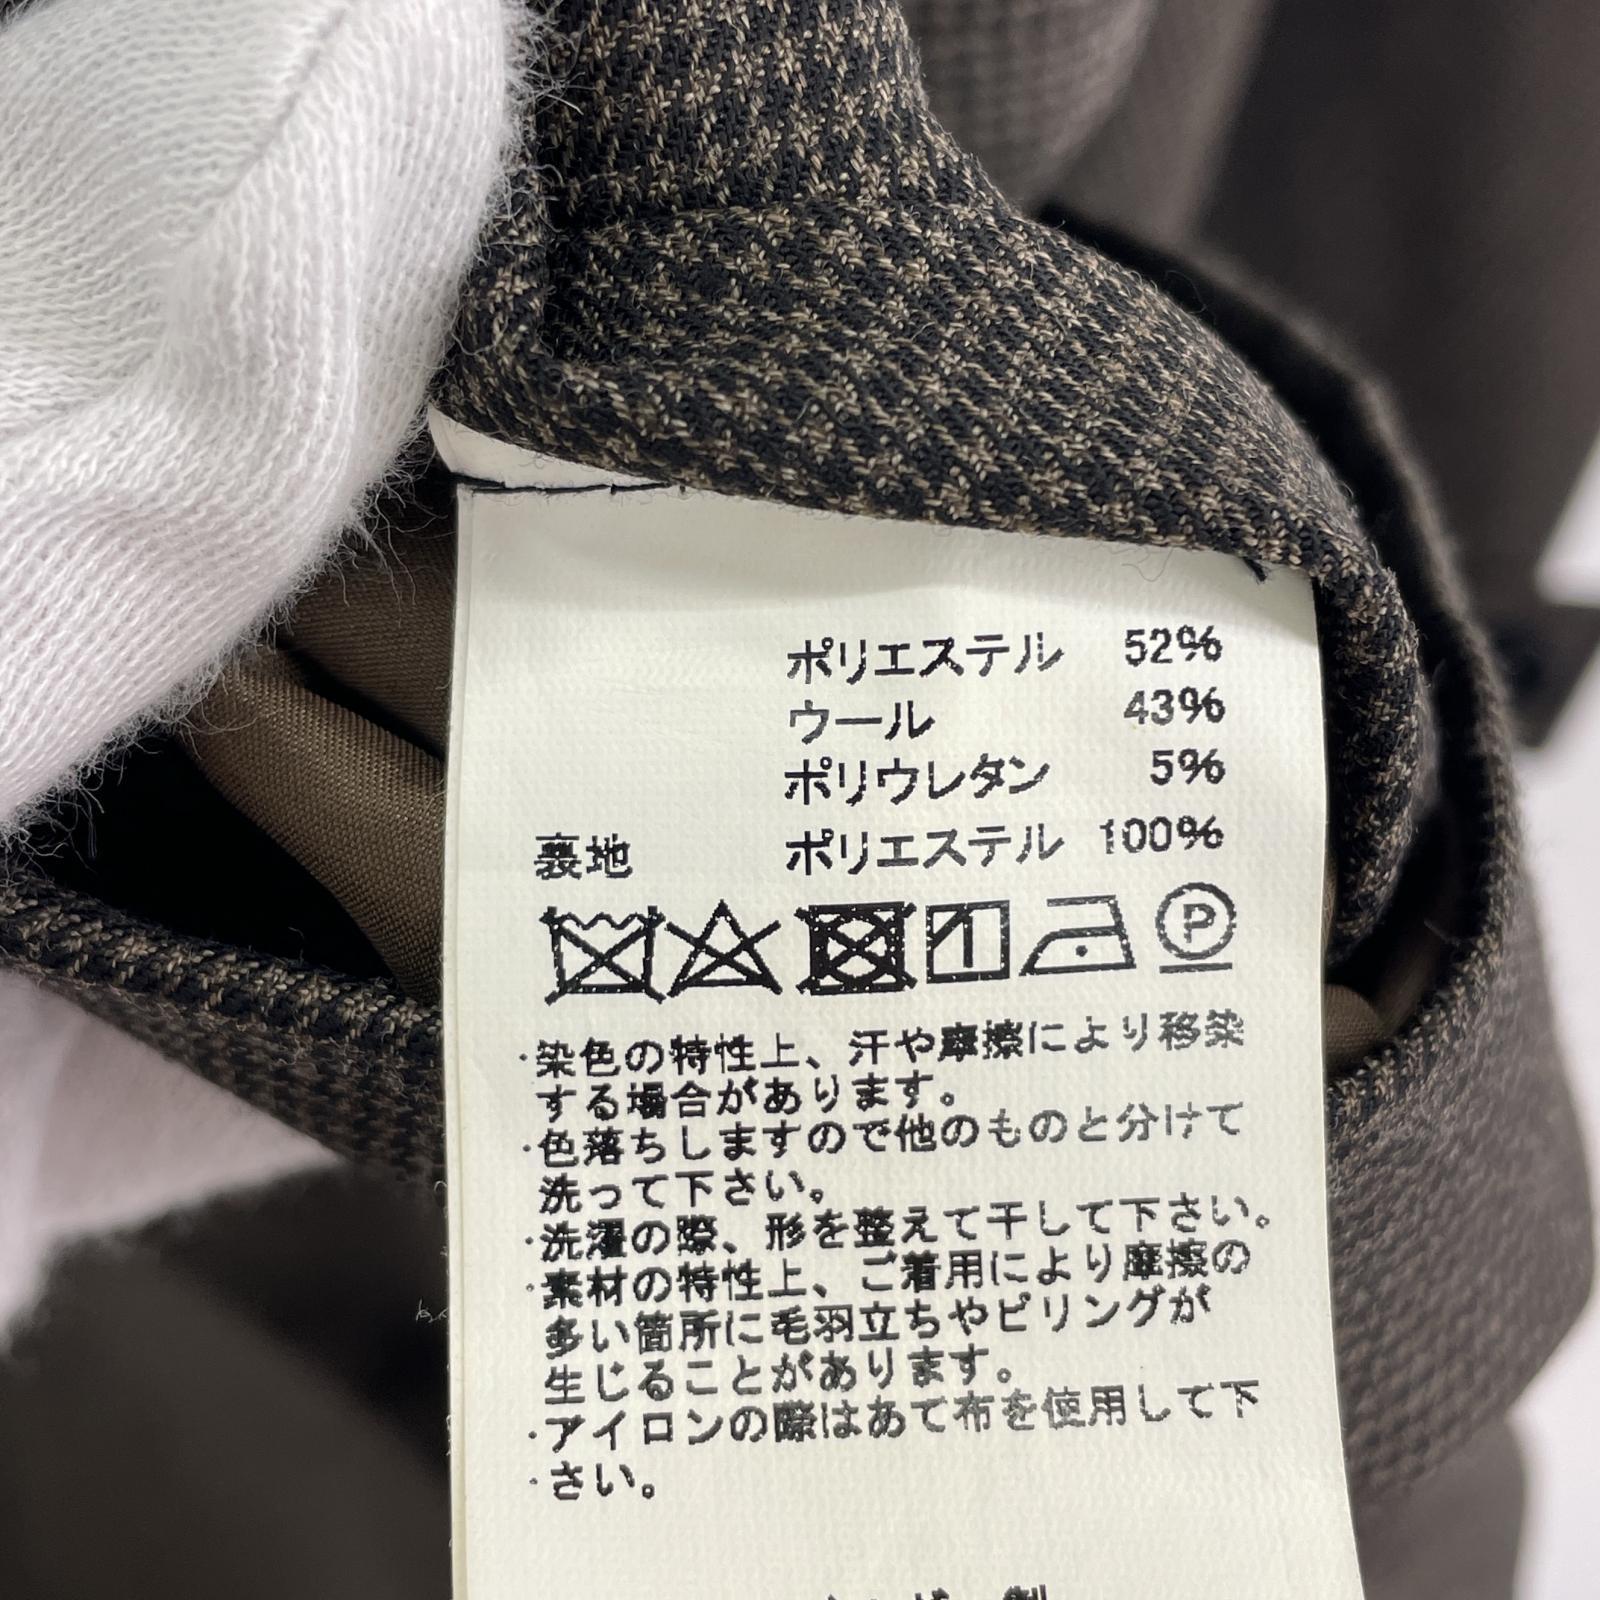 ポリエステル 52%
ウール 43%
ポリウレタン 5%
裏地 ポリエステル 100%
P
・染色の特性上、汗や摩擦により移染
する場合があります。
・色落ちしますので他のものと分けて
洗って下さい。
・洗濯の際、形を整えて干して下さい。
・素材の特性上、ご着用により摩擦の
多い箇所に毛羽立ちやピリングが
生じることがあります。
・アイロンの際はあて布を使用して下
・さい。
製